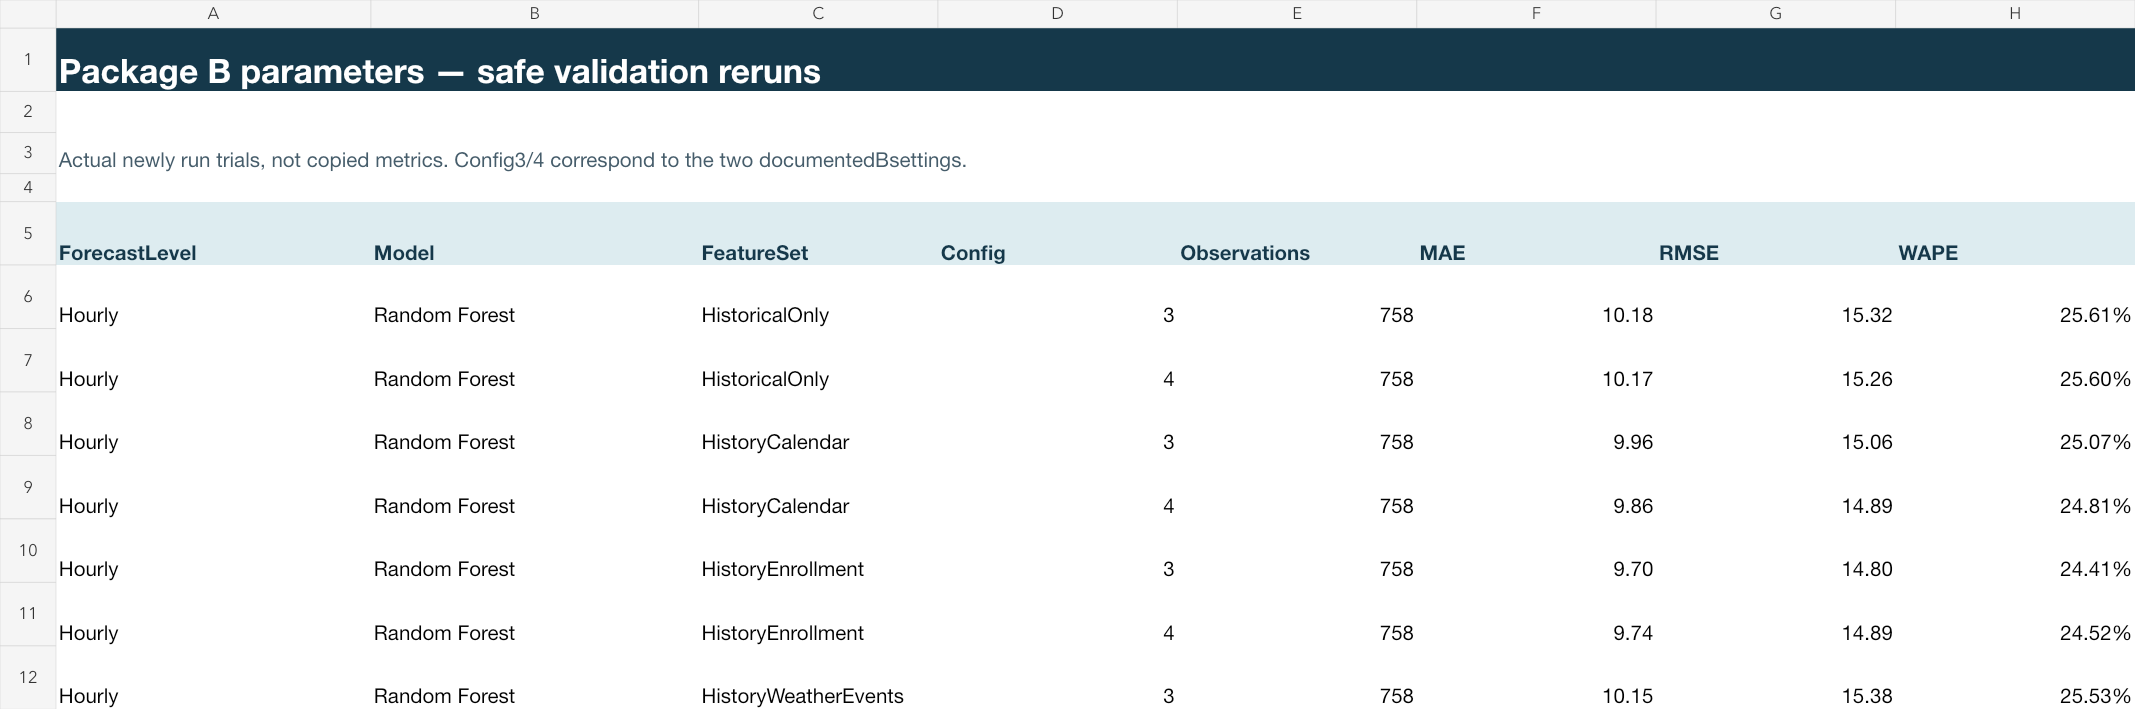 A B C D E F G H
1 Package B parameters — safe validation reruns
2
3 Actual newly run trials, not copied metrics. Config3/4 correspond to the two documentedBsettings.
4
5 ForecastLevel Model FeatureSet Config Observations MAE RMSE WAPE
6 Hourly Random Forest HistoricalOnly 3 758 10.18 15.32 25.61%
7 Hourly Random Forest HistoricalOnly 4 758 10.17 15.26 25.60%
8 Hourly Random Forest HistoryCalendar 3 758 9.96 15.06 25.07%
9 Hourly Random Forest HistoryCalendar 4 758 9.86 14.89 24.81%
10 Hourly Random Forest HistoryEnrollment 3 758 9.70 14.80 24.41%
11 Hourly Random Forest HistoryEnrollment 4 758 9.74 14.89 24.52%
12 Hourly Random Forest HistoryWeatherEvents 3 758 10.15 15.38 25.53%